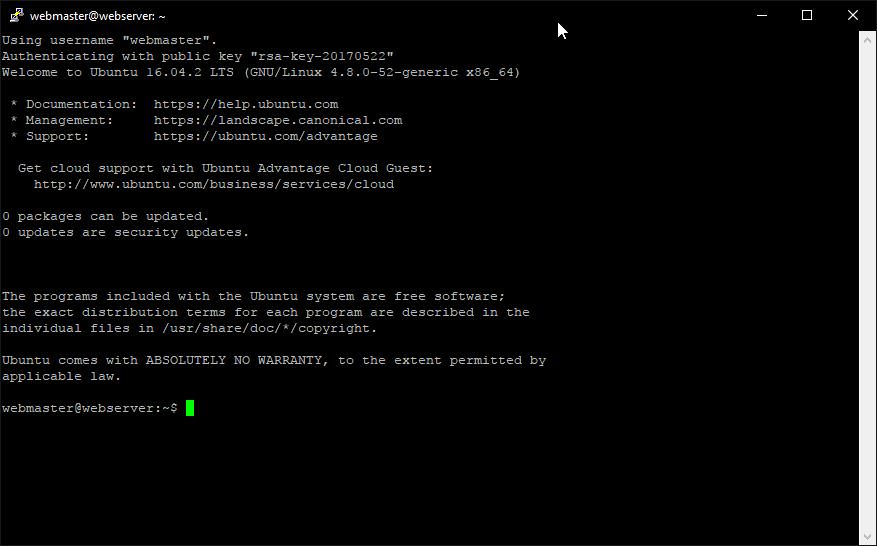 webmaster@webserver: ~
Using username "webmaster".
Authenticating with public key "rsa-key-20170522"
Welcome to Ubuntu 16.04.2 LTS (GNU/Linux 4.8.0-52-generic x86_64)
* Documentation:  https://help.ubuntu.com
* Management:     https://landscape.canonical.com
* Support:        https://ubuntu.com/advantage
Get cloud support with Ubuntu Advantage Cloud Guest:
http://www.ubuntu.com/business/services/cloud
0 packages can be updated.
0 updates are security updates.
The programs included with the Ubuntu system are free software;
the exact distribution terms for each program are described in the
individual files in /usr/share/doc/*/copyright.
Ubuntu comes with ABSOLUTELY NO WARRANTY, to the extent permitted by
applicable law.
webmaster@webserver:~$